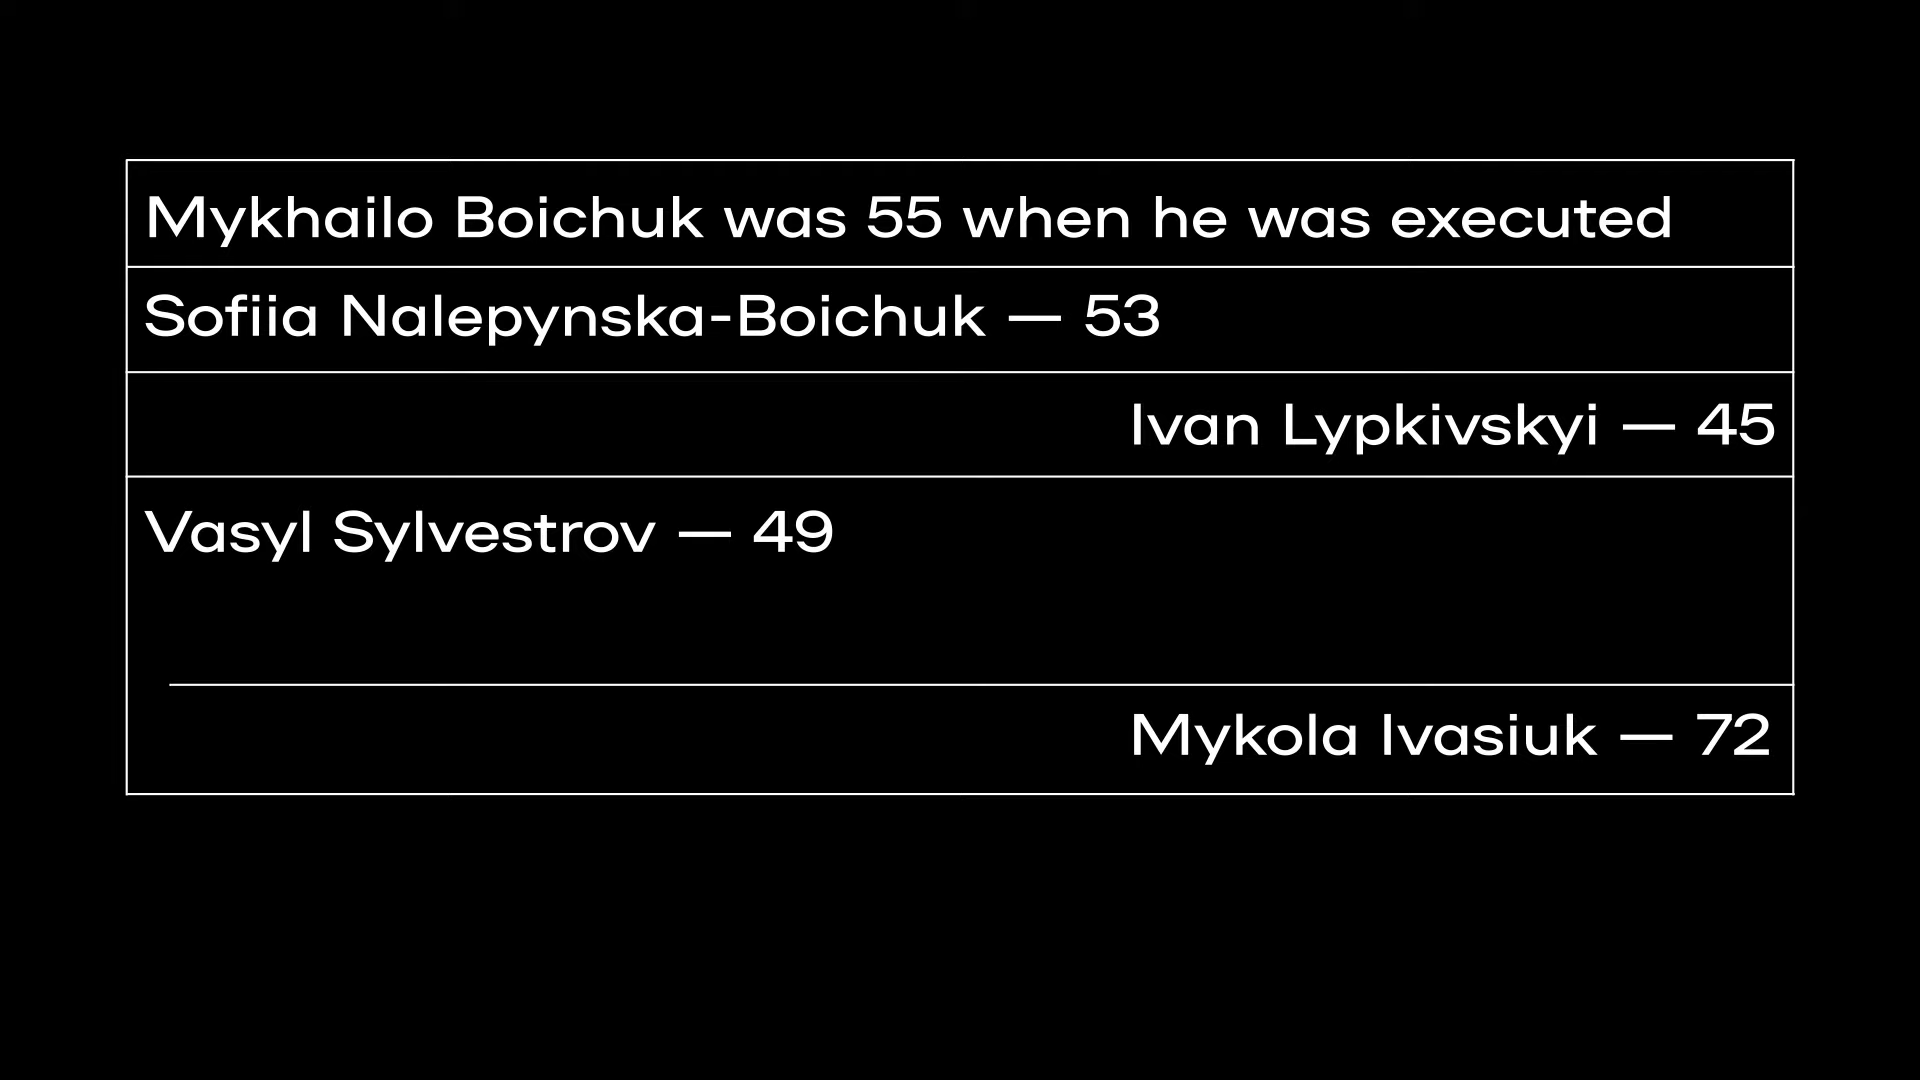 Mykhailo Boichuk was 55 when he was executed
Sofiia Nalepynska-Boichuk — 53
Ivan Lypkivskyi — 45
Vasyl Sylvestrov — 49
Mykola Ivasiuk — 72